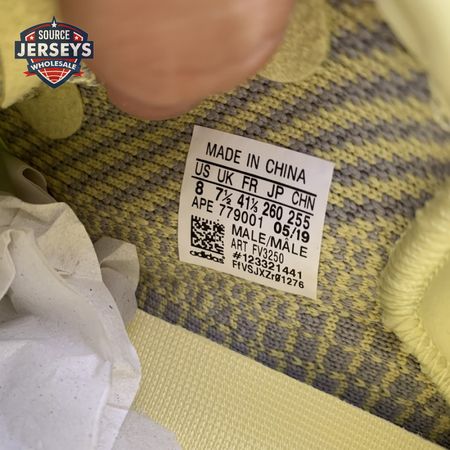 SOURCE
JERSEYS
WHOLESALE
MADE IN CHINA
US UK FR JP CHN
8 7½ 41⅓ 260 255
APE 779001 05/19
MALE/MÂLE
ART FV3250
#123321441
adidas